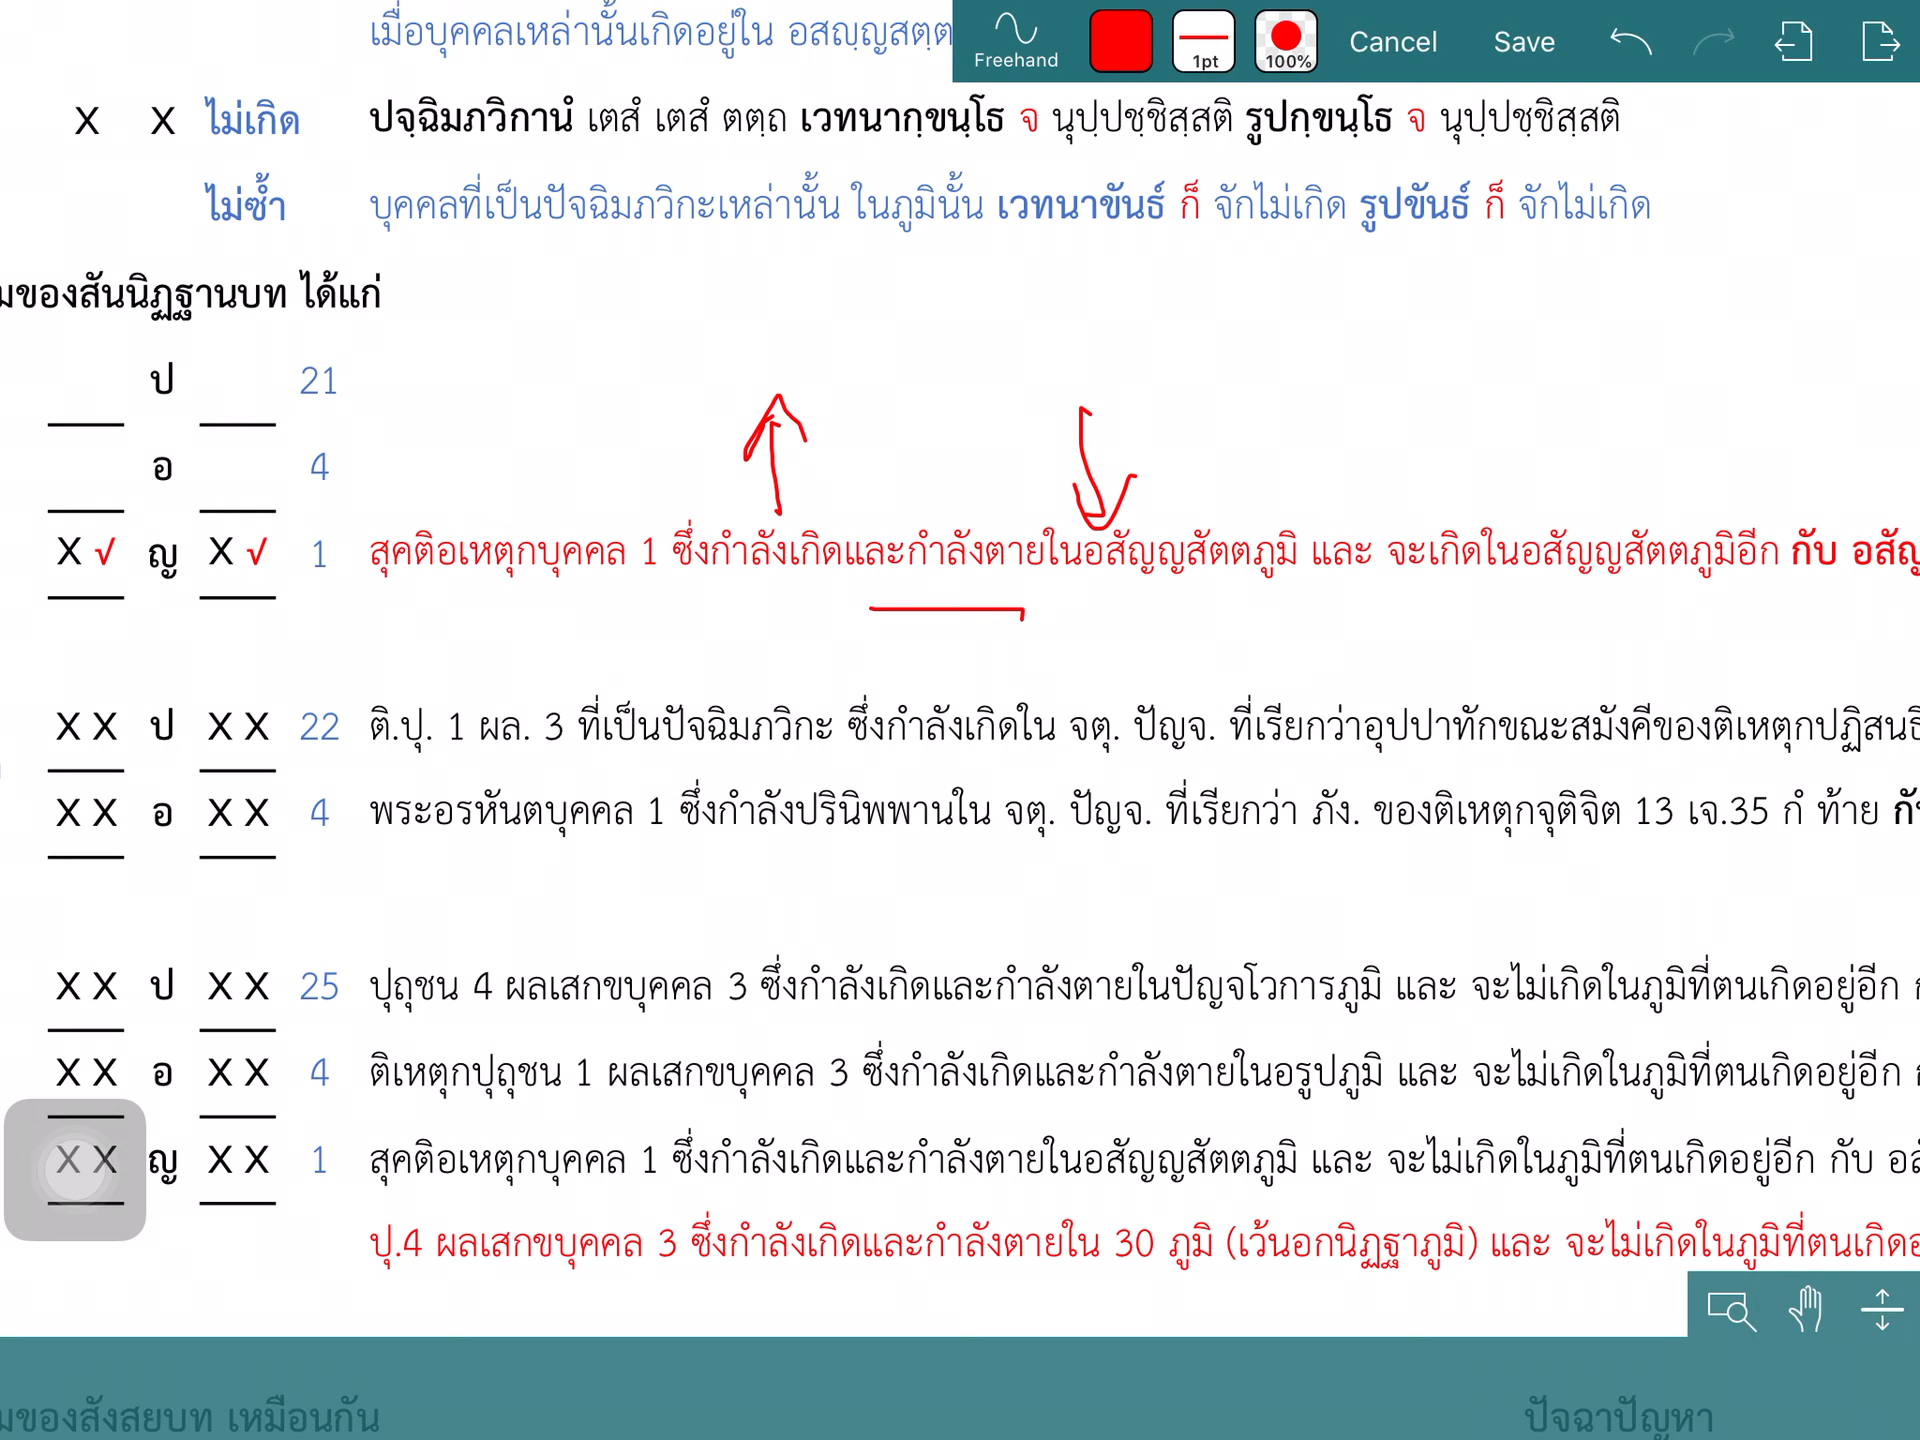 เมื่อบุคคลเหล่านั้นเกิดอยู่ใน อสญฺญสตฺต
Freehand 1pt 100% Cancel Save
X X ไม่เกิด ปจฺฉิมภวิกานํ เตสํ เตสํ ตตฺถ เวทนากฺขนฺโธ จ นุปฺปชฺชิสฺสติ รูปกฺขนฺโธ จ นุปฺปชฺชิสฺสติ
ไม่ซ้ำ บุคคลที่เป็นปัจฉิมภวิกะเหล่านั้น ในภูมินั้น เวทนาขันธ์ ก็ จักไม่เกิด รูปขันธ์ ก็ จักไม่เกิด
มของสันนิฏฐานบท ได้แก่
ป 21
อ 4
X √ ญ X √ 1 สุคติอเหตุกบุคคล 1 ซึ่งกำลังเกิดและกำลังตายในอสัญญสัตตภูมิ และ จะเกิดในอสัญญสัตตภูมิอีก กับ อสัญ
X X ป X X 22 ติ.ปุ. 1 ผล. 3 ที่เป็นปัจฉิมภวิกะ ซึ่งกำลังเกิดใน จตุ. ปัญจ. ที่เรียกว่าอุปปาทักขณะสมังคีของติเหตุกปฏิสนธิ
X X อ X X 4 พระอรหันตบุคคล 1 ซึ่งกำลังปรินิพพานใน จตุ. ปัญจ. ที่เรียกว่า ภัง. ของติเหตุกจุติจิต 13 เจ.35 กํ ท้าย กับ
X X ป X X 25 ปุถุชน 4 ผลเสกขบุคคล 3 ซึ่งกำลังเกิดและกำลังตายในปัญจโวการภูมิ และ จะไม่เกิดในภูมิที่ตนเกิดอยู่อีก
X X อ X X 4 ติเหตุกปุถุชน 1 ผลเสกขบุคคล 3 ซึ่งกำลังเกิดและกำลังตายในอรูปภูมิ และ จะไม่เกิดในภูมิที่ตนเกิดอยู่อีก
X X ญ X X 1 สุคติอเหตุกบุคคล 1 ซึ่งกำลังเกิดและกำลังตายในอสัญญสัตตภูมิ และ จะไม่เกิดในภูมิที่ตนเกิดอยู่อีก กับ
ปุ.4 ผลเสกขบุคคล 3 ซึ่งกำลังเกิดและกำลังตายใน 30 ภูมิ (เว้นอกนิฏฐาภูมิ) และ จะไม่เกิดในภูมิที่ตนเกิดอ
มของสังสยบท เหมือนกัน ปัจฉาปัญหา